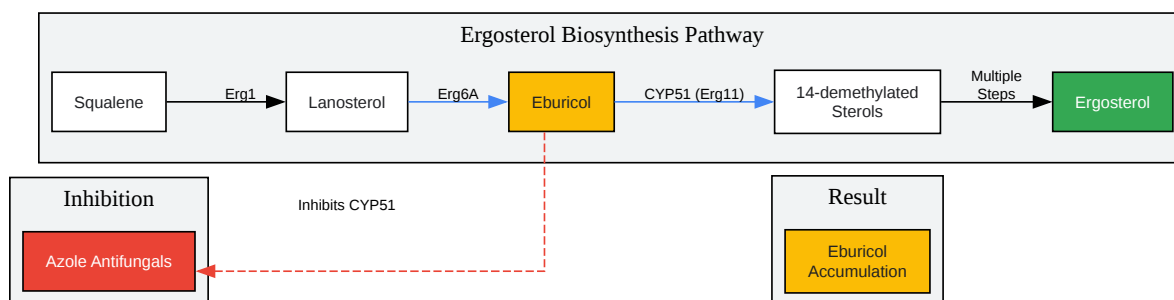 Ergosterol Biosynthesis Pathway
Squalene
Erg1
Lanosterol
Erg6A
Eburicol
CYP51 (Erg11)
14-demethylated
Sterols
Multiple
Steps
Ergosterol
Inhibition
Azole Antifungals
Inhibits CYP51
Result
Eburicol
Accumulation